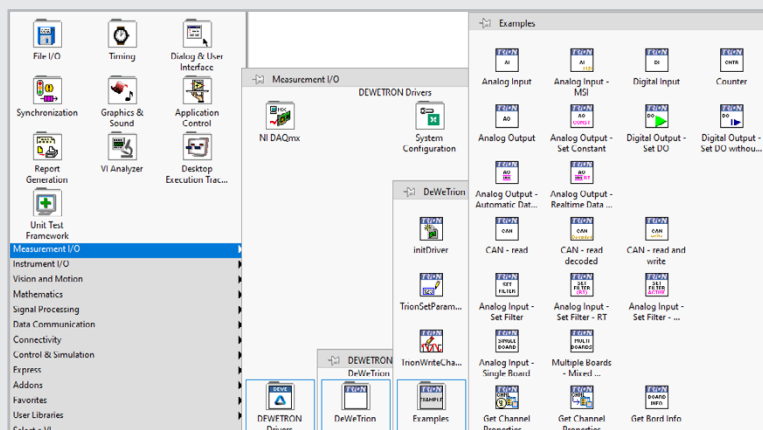 File I/O
Timing
Dialog & User
Interface
Synchronization
Graphics &
Sound
Application
Control
Report
Generation
VI Analyzer
Desktop
Execution Trac...
Unit Test
Framework
Measurement I/O
Instrument I/O
Vision and Motion
Mathematics
Signal Processing
Data Communication
Connectivity
Control & Simulation
Express
Addons
Favorites
User Libraries
Select a VI
Measurement I/O
DEWETRON Drivers
NI DAQmx
System
Configuration
DEWETRON
DeWeTrion
DEWETRON
Drivers
DeWeTrion
Examples
DeWeTrion
initDriver
TrionSetParam...
TrionWriteCha...
Examples
Analog Input
Analog Input -
MSI
Digital Input
Counter
Analog Output
Analog Output -
Set Constant
Digital Output -
Set DO
Digital Output -
Set DO withou...
Analog Output -
Automatic Dat...
Analog Output -
Realtime Data ...
CAN - read
CAN - read
decoded
CAN - read and
write
Analog Input -
Set Filter
Analog Input -
Set Filter - RT
Analog Input -
Set Filter - ...
Analog Input -
Single Board
Multiple Boards
- Mixed ...
Get Channel
Properties
Get Channel
Properties
Get Bord Info